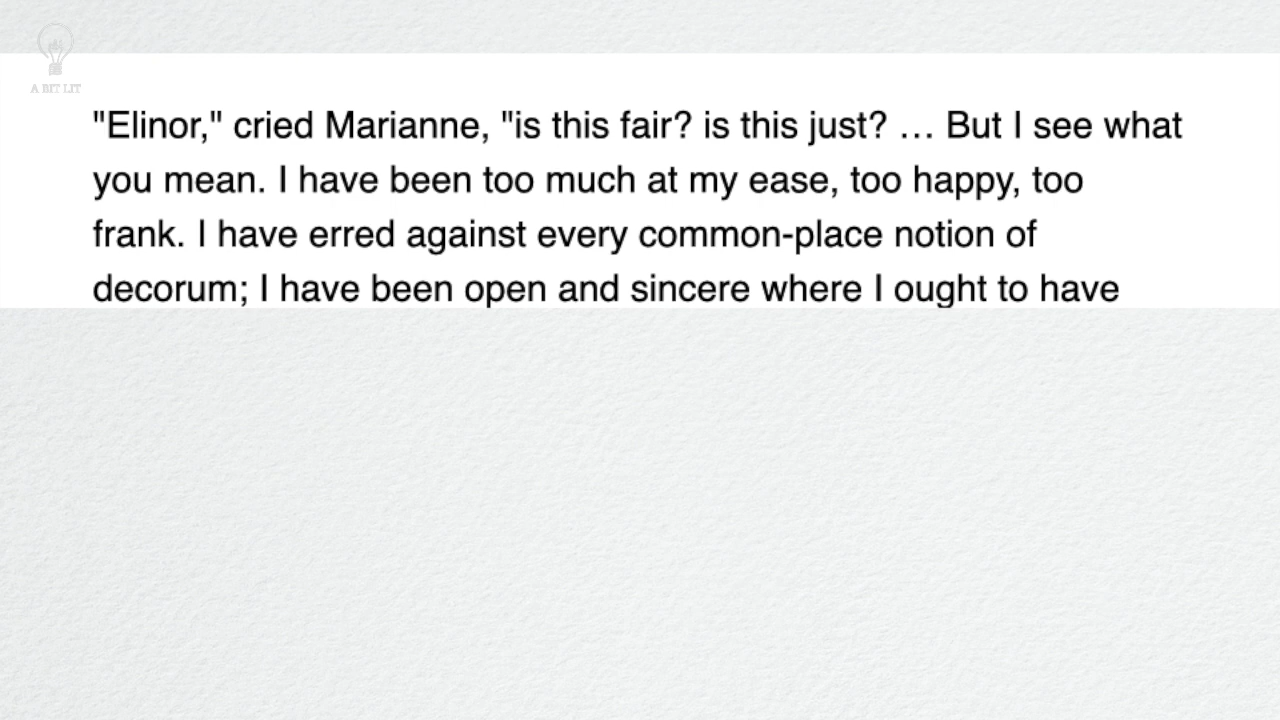 A BIT LIT
"Elinor," cried Marianne, "is this fair? is this just? … But I see what
you mean. I have been too much at my ease, too happy, too
frank. I have erred against every common-place notion of
decorum; I have been open and sincere where I ought to have